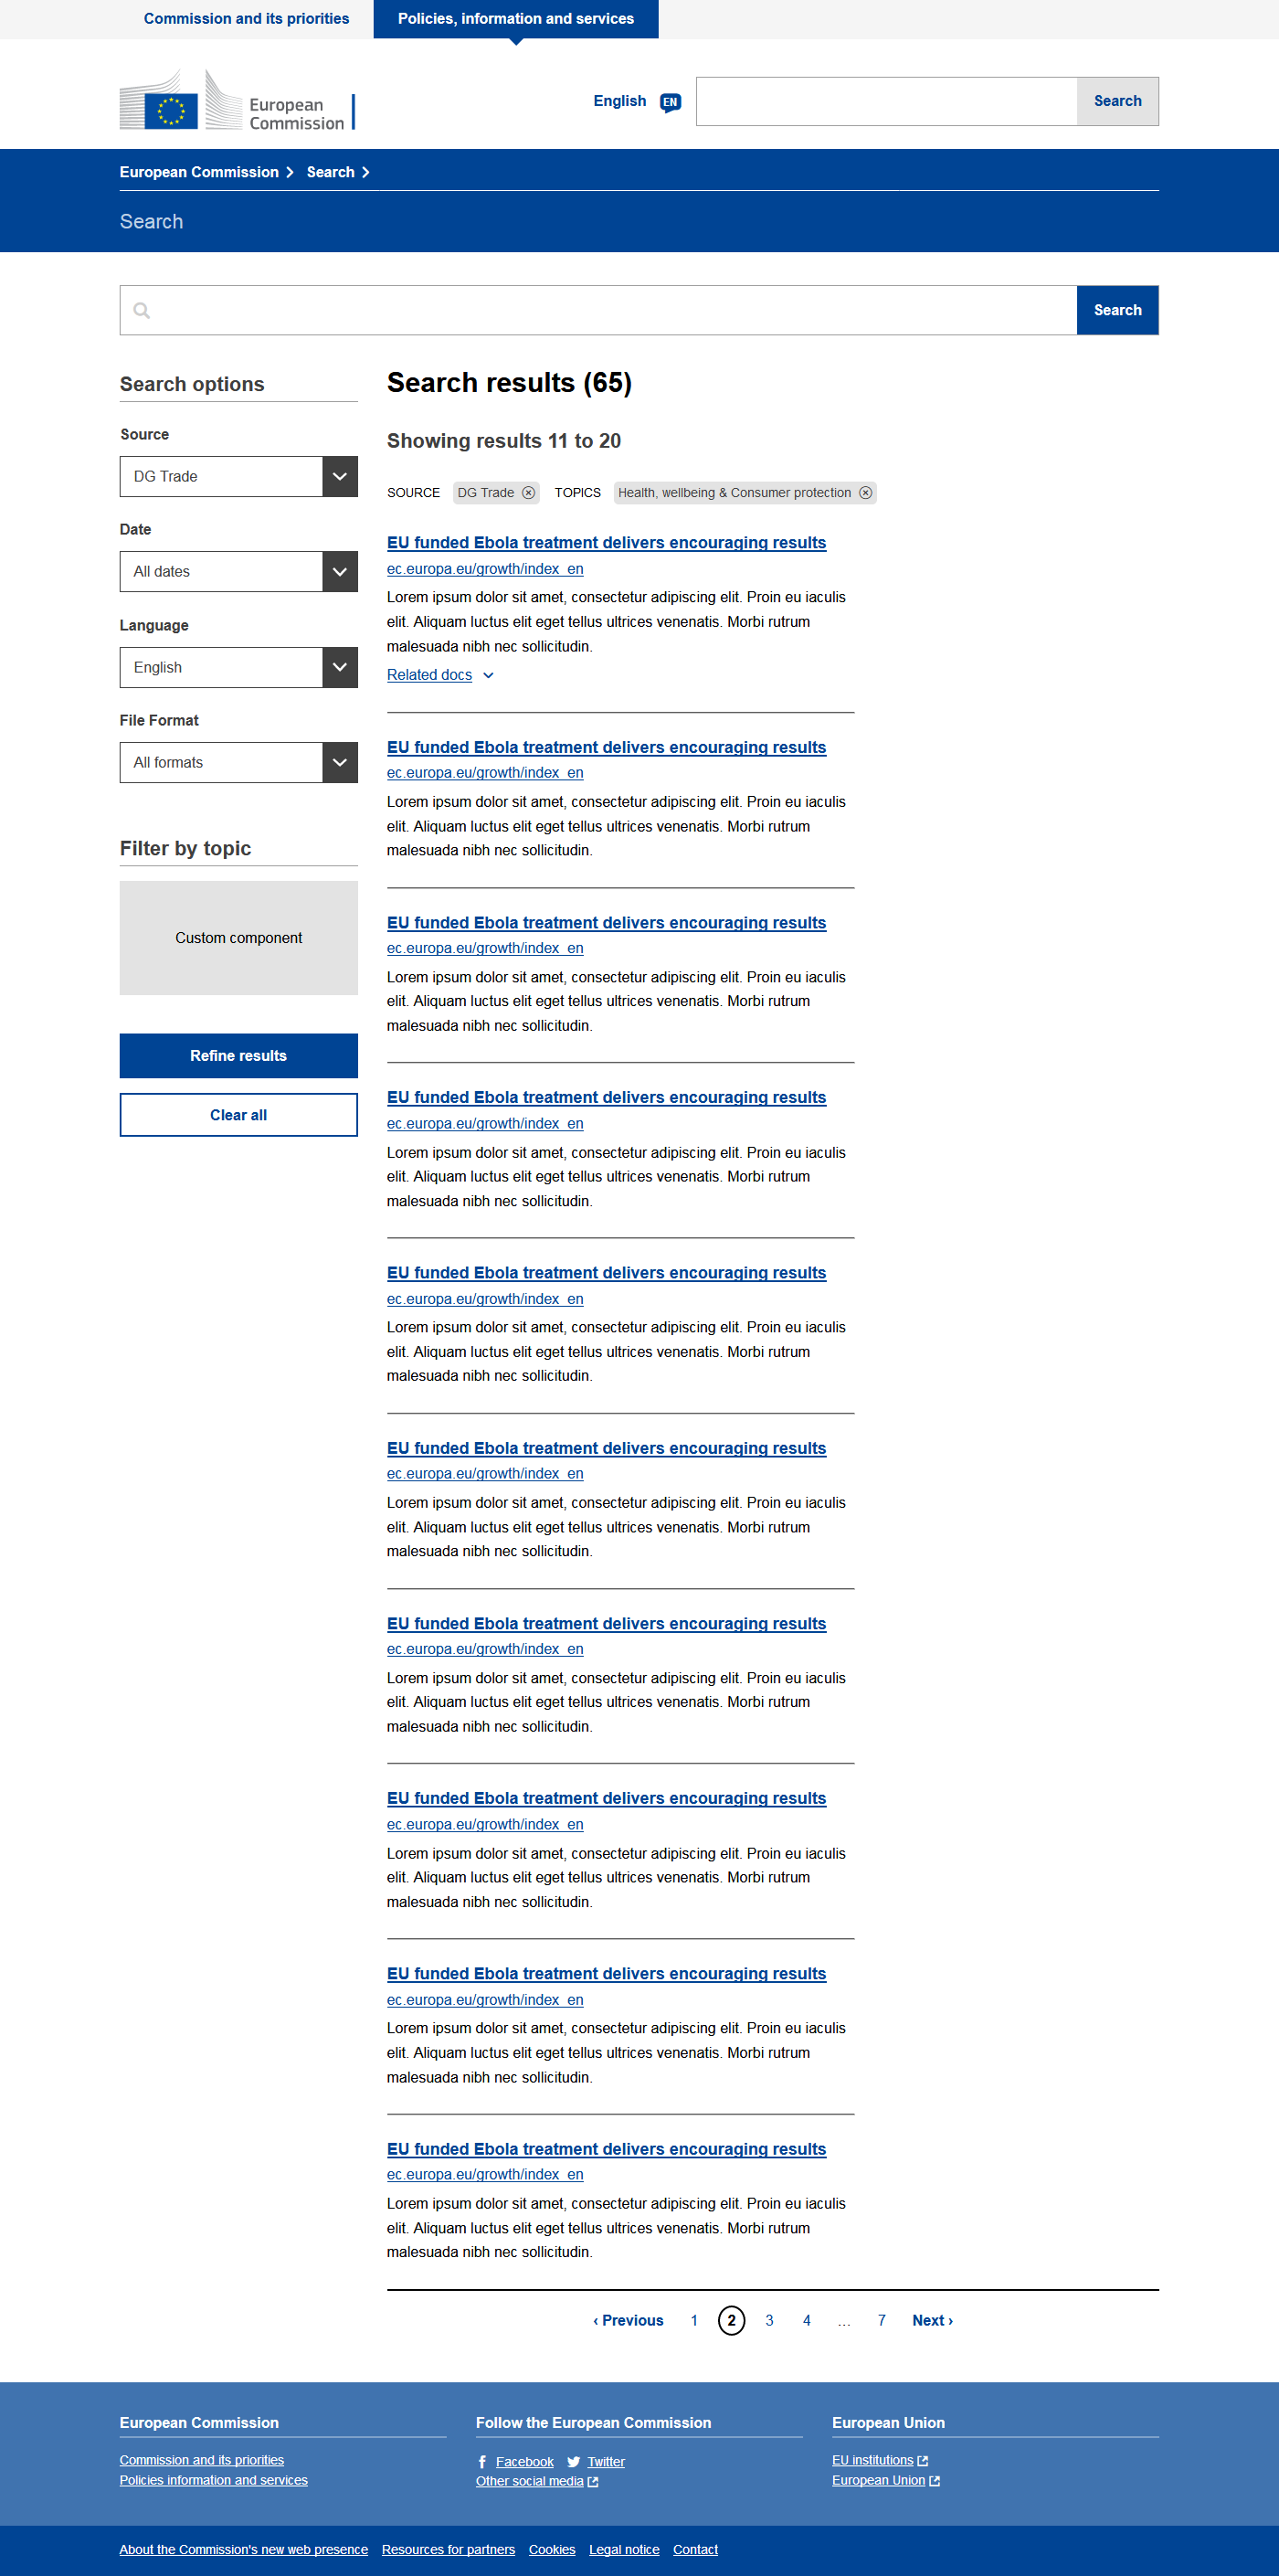 Commission and its priorities
Policies, information and services
European
Commission
English EN
Search
European Commission Search
Search
Search
Search options
Source
DG Trade
Date
All dates
Language
English
File Format
All formats
Filter by topic
Custom component
Refine results
Clear all
Search results (65)
Showing results 11 to 20
SOURCE DG Trade TOPICS Health, wellbeing & Consumer protection
EU funded Ebola treatment delivers encouraging results
ec.europa.eu/growth/index_en
Lorem ipsum dolor sit amet, consectetur adipiscing elit. Proin eu iaculis
elit. Aliquam luctus elit eget tellus ultrices venenatis. Morbi rutrum
malesuada nibh nec sollicitudin.
Related docs
EU funded Ebola treatment delivers encouraging results
ec.europa.eu/growth/index_en
Lorem ipsum dolor sit amet, consectetur adipiscing elit. Proin eu iaculis
elit. Aliquam luctus elit eget tellus ultrices venenatis. Morbi rutrum
malesuada nibh nec sollicitudin.
EU funded Ebola treatment delivers encouraging results
ec.europa.eu/growth/index_en
Lorem ipsum dolor sit amet, consectetur adipiscing elit. Proin eu iaculis
elit. Aliquam luctus elit eget tellus ultrices venenatis. Morbi rutrum
malesuada nibh nec sollicitudin.
EU funded Ebola treatment delivers encouraging results
ec.europa.eu/growth/index_en
Lorem ipsum dolor sit amet, consectetur adipiscing elit. Proin eu iaculis
elit. Aliquam luctus elit eget tellus ultrices venenatis. Morbi rutrum
malesuada nibh nec sollicitudin.
EU funded Ebola treatment delivers encouraging results
ec.europa.eu/growth/index_en
Lorem ipsum dolor sit amet, consectetur adipiscing elit. Proin eu iaculis
elit. Aliquam luctus elit eget tellus ultrices venenatis. Morbi rutrum
malesuada nibh nec sollicitudin.
EU funded Ebola treatment delivers encouraging results
ec.europa.eu/growth/index_en
Lorem ipsum dolor sit amet, consectetur adipiscing elit. Proin eu iaculis
elit. Aliquam luctus elit eget tellus ultrices venenatis. Morbi rutrum
malesuada nibh nec sollicitudin.
EU funded Ebola treatment delivers encouraging results
ec.europa.eu/growth/index_en
Lorem ipsum dolor sit amet, consectetur adipiscing elit. Proin eu iaculis
elit. Aliquam luctus elit eget tellus ultrices venenatis. Morbi rutrum
malesuada nibh nec sollicitudin.
EU funded Ebola treatment delivers encouraging results
ec.europa.eu/growth/index_en
Lorem ipsum dolor sit amet, consectetur adipiscing elit. Proin eu iaculis
elit. Aliquam luctus elit eget tellus ultrices venenatis. Morbi rutrum
malesuada nibh nec sollicitudin.
EU funded Ebola treatment delivers encouraging results
ec.europa.eu/growth/index_en
Lorem ipsum dolor sit amet, consectetur adipiscing elit. Proin eu iaculis
elit. Aliquam luctus elit eget tellus ultrices venenatis. Morbi rutrum
malesuada nibh nec sollicitudin.
EU funded Ebola treatment delivers encouraging results
ec.europa.eu/growth/index_en
Lorem ipsum dolor sit amet, consectetur adipiscing elit. Proin eu iaculis
elit. Aliquam luctus elit eget tellus ultrices venenatis. Morbi rutrum
malesuada nibh nec sollicitudin.
‹ Previous 1 2 3 4 ... 7 Next ›
European Commission
Commission and its priorities
Policies information and services
Follow the European Commission
Facebook Twitter
Other social media
European Union
EU institutions
European Union
About the Commission's new web presence Resources for partners Cookies Legal notice Contact